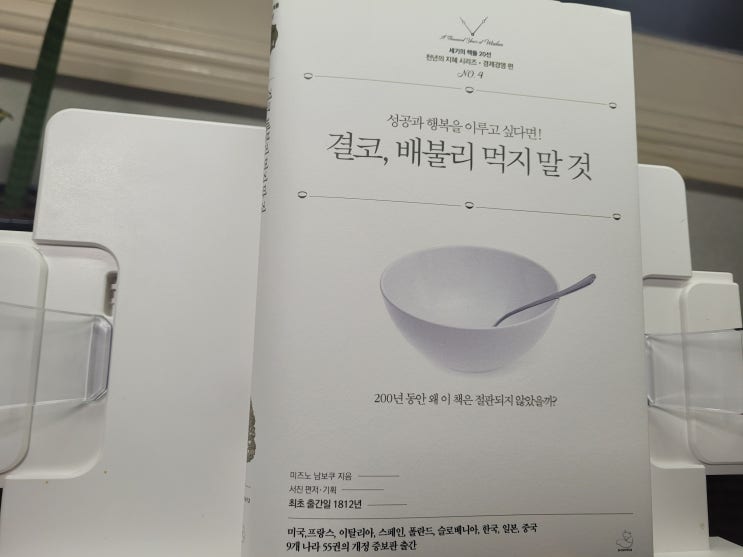 A Thousand Years of Wisdom
세기의 책들 20선
천년의 지혜 시리즈 · 경제경영 편
NO. 4
성공과 행복을 이루고 싶다면!
결코, 배불리 먹지 말 것
200년 동안 왜 이 책은 절판되지 않았을까?
미즈노 남보쿠 지음
서진 편저·기획
최초 출간일 1812년
미국, 프랑스, 이탈리아, 스페인, 폴란드, 슬로베니아, 한국, 일본, 중국
9개 나라 55권의 개정 증보판 출간